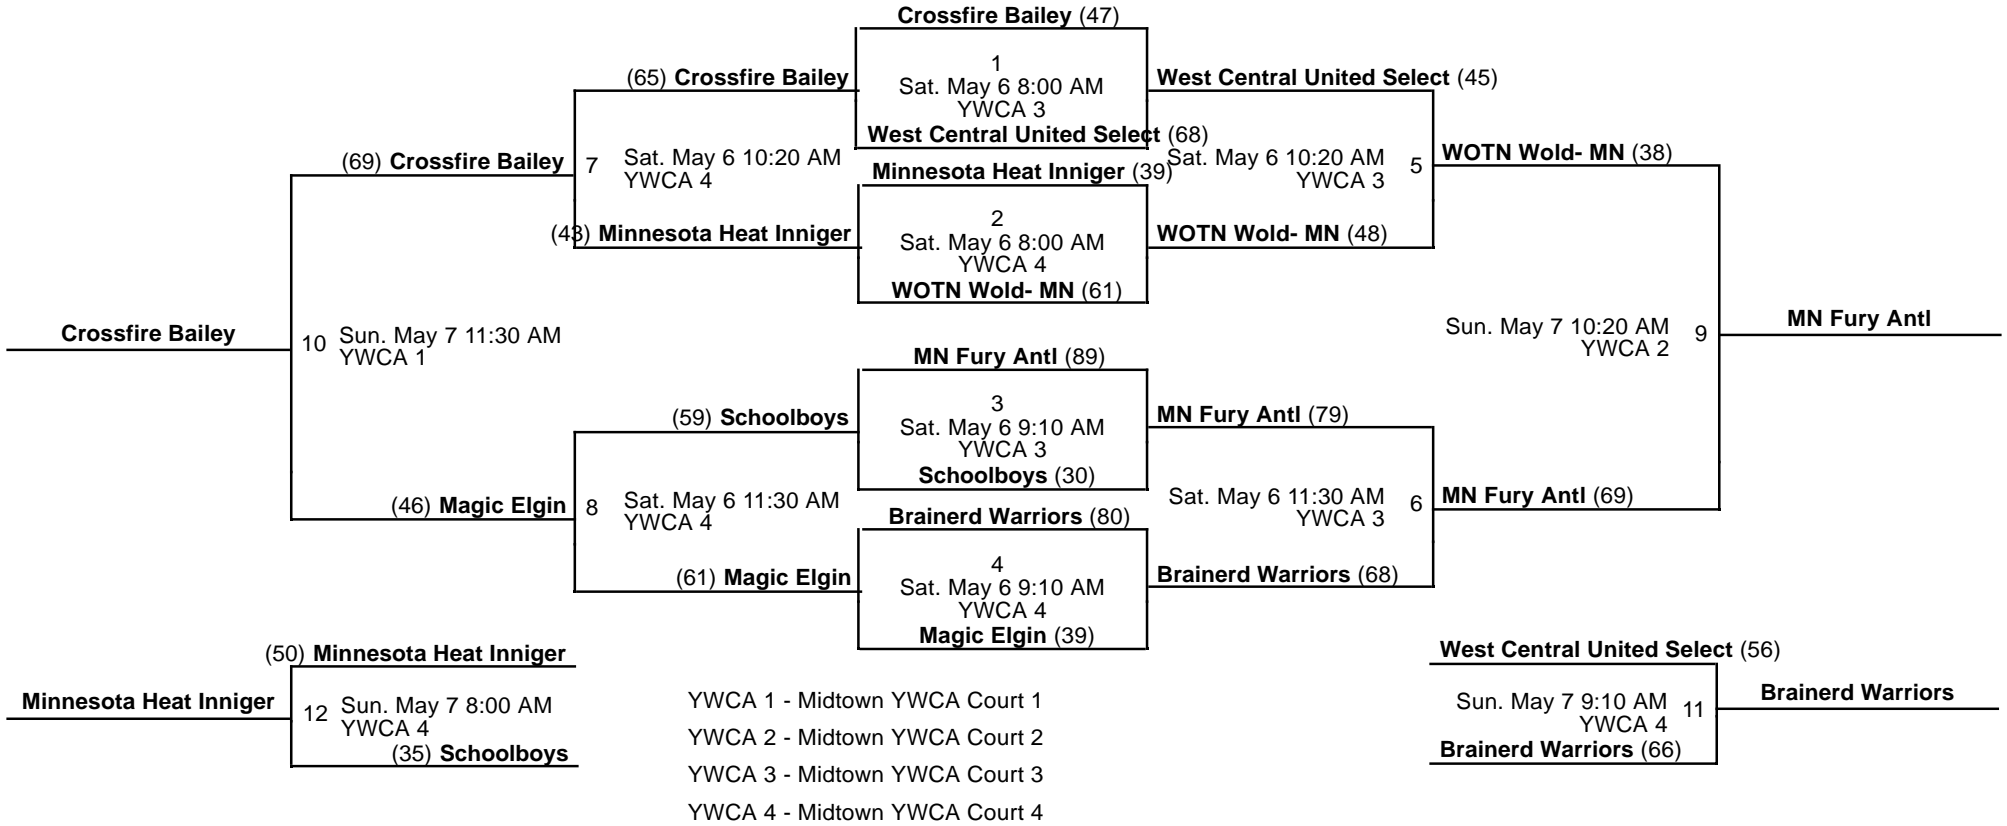 Crossfire Bailey (47)
1
Sat. May 6 8:00 AM
YWCA 3
West Central United Select (68)
Minnesota Heat Inniger (39)
2
Sat. May 6 8:00 AM
YWCA 4
WOTN Wold- MN (61)
MN Fury Antl (89)
3
Sat. May 6 9:10 AM
YWCA 3
Schoolboys (30)
Brainerd Warriors (80)
4
Sat. May 6 9:10 AM
YWCA 4
Magic Elgin (39)
(65) Crossfire Bailey
7 Sat. May 6 10:20 AM
YWCA 4
(43) Minnesota Heat Inniger
(59) Schoolboys
8 Sat. May 6 11:30 AM
YWCA 4
(61) Magic Elgin
(69) Crossfire Bailey
10 Sun. May 7 11:30 AM
YWCA 1
(46) Magic Elgin
Crossfire Bailey
West Central United Select (45)
Sat. May 6 10:20 AM 5
YWCA 3
WOTN Wold- MN (48)
MN Fury Antl (79)
Sat. May 6 11:30 AM 6
YWCA 3
Brainerd Warriors (68)
WOTN Wold- MN (38)
Sun. May 7 10:20 AM 9
YWCA 2
MN Fury Antl (69)
MN Fury Antl
(50) Minnesota Heat Inniger
12 Sun. May 7 8:00 AM
YWCA 4
(35) Schoolboys
Minnesota Heat Inniger
YWCA 1 - Midtown YWCA Court 1
YWCA 2 - Midtown YWCA Court 2
YWCA 3 - Midtown YWCA Court 3
YWCA 4 - Midtown YWCA Court 4
West Central United Select (56)
Sun. May 7 9:10 AM 11
YWCA 4
Brainerd Warriors (66)
Brainerd Warriors